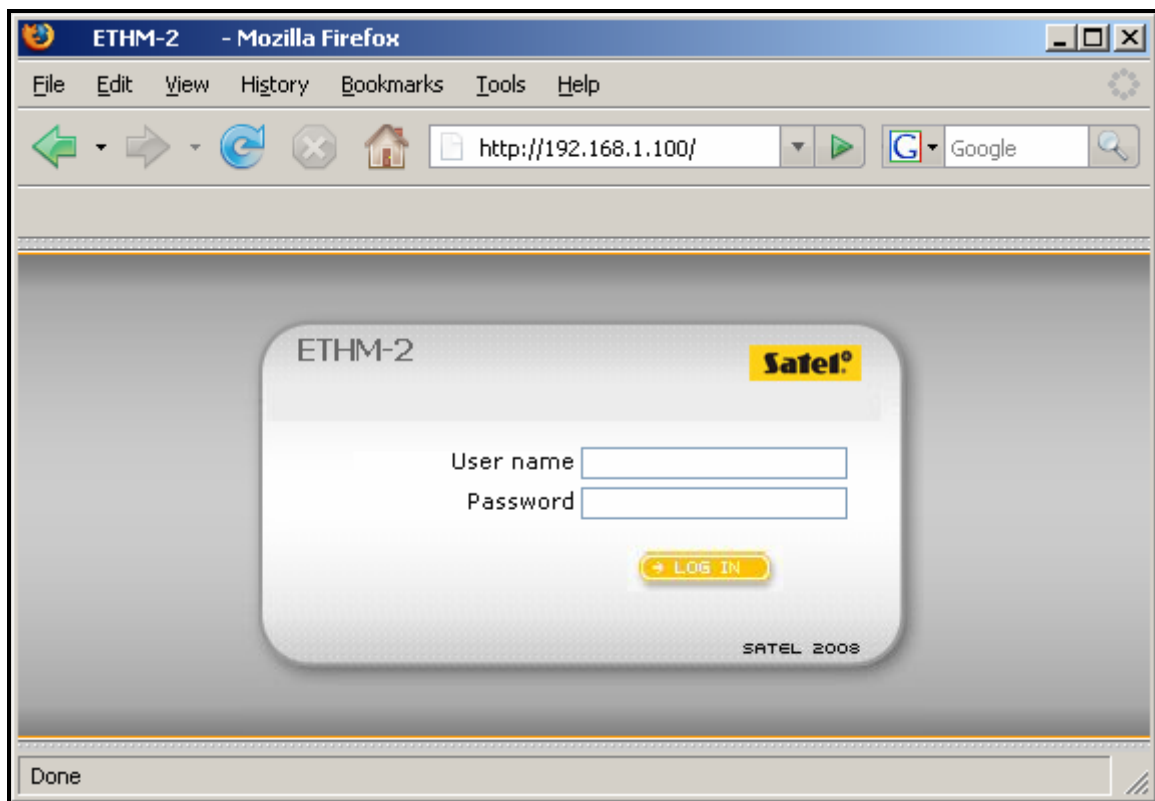 ETHM-2 - Mozilla Firefox
File Edit View History Bookmarks Tools Help
http://192.168.1.100/ G Google
ETHM-2
Satel®
User name
Password
LOG IN
SATEL 2008
Done